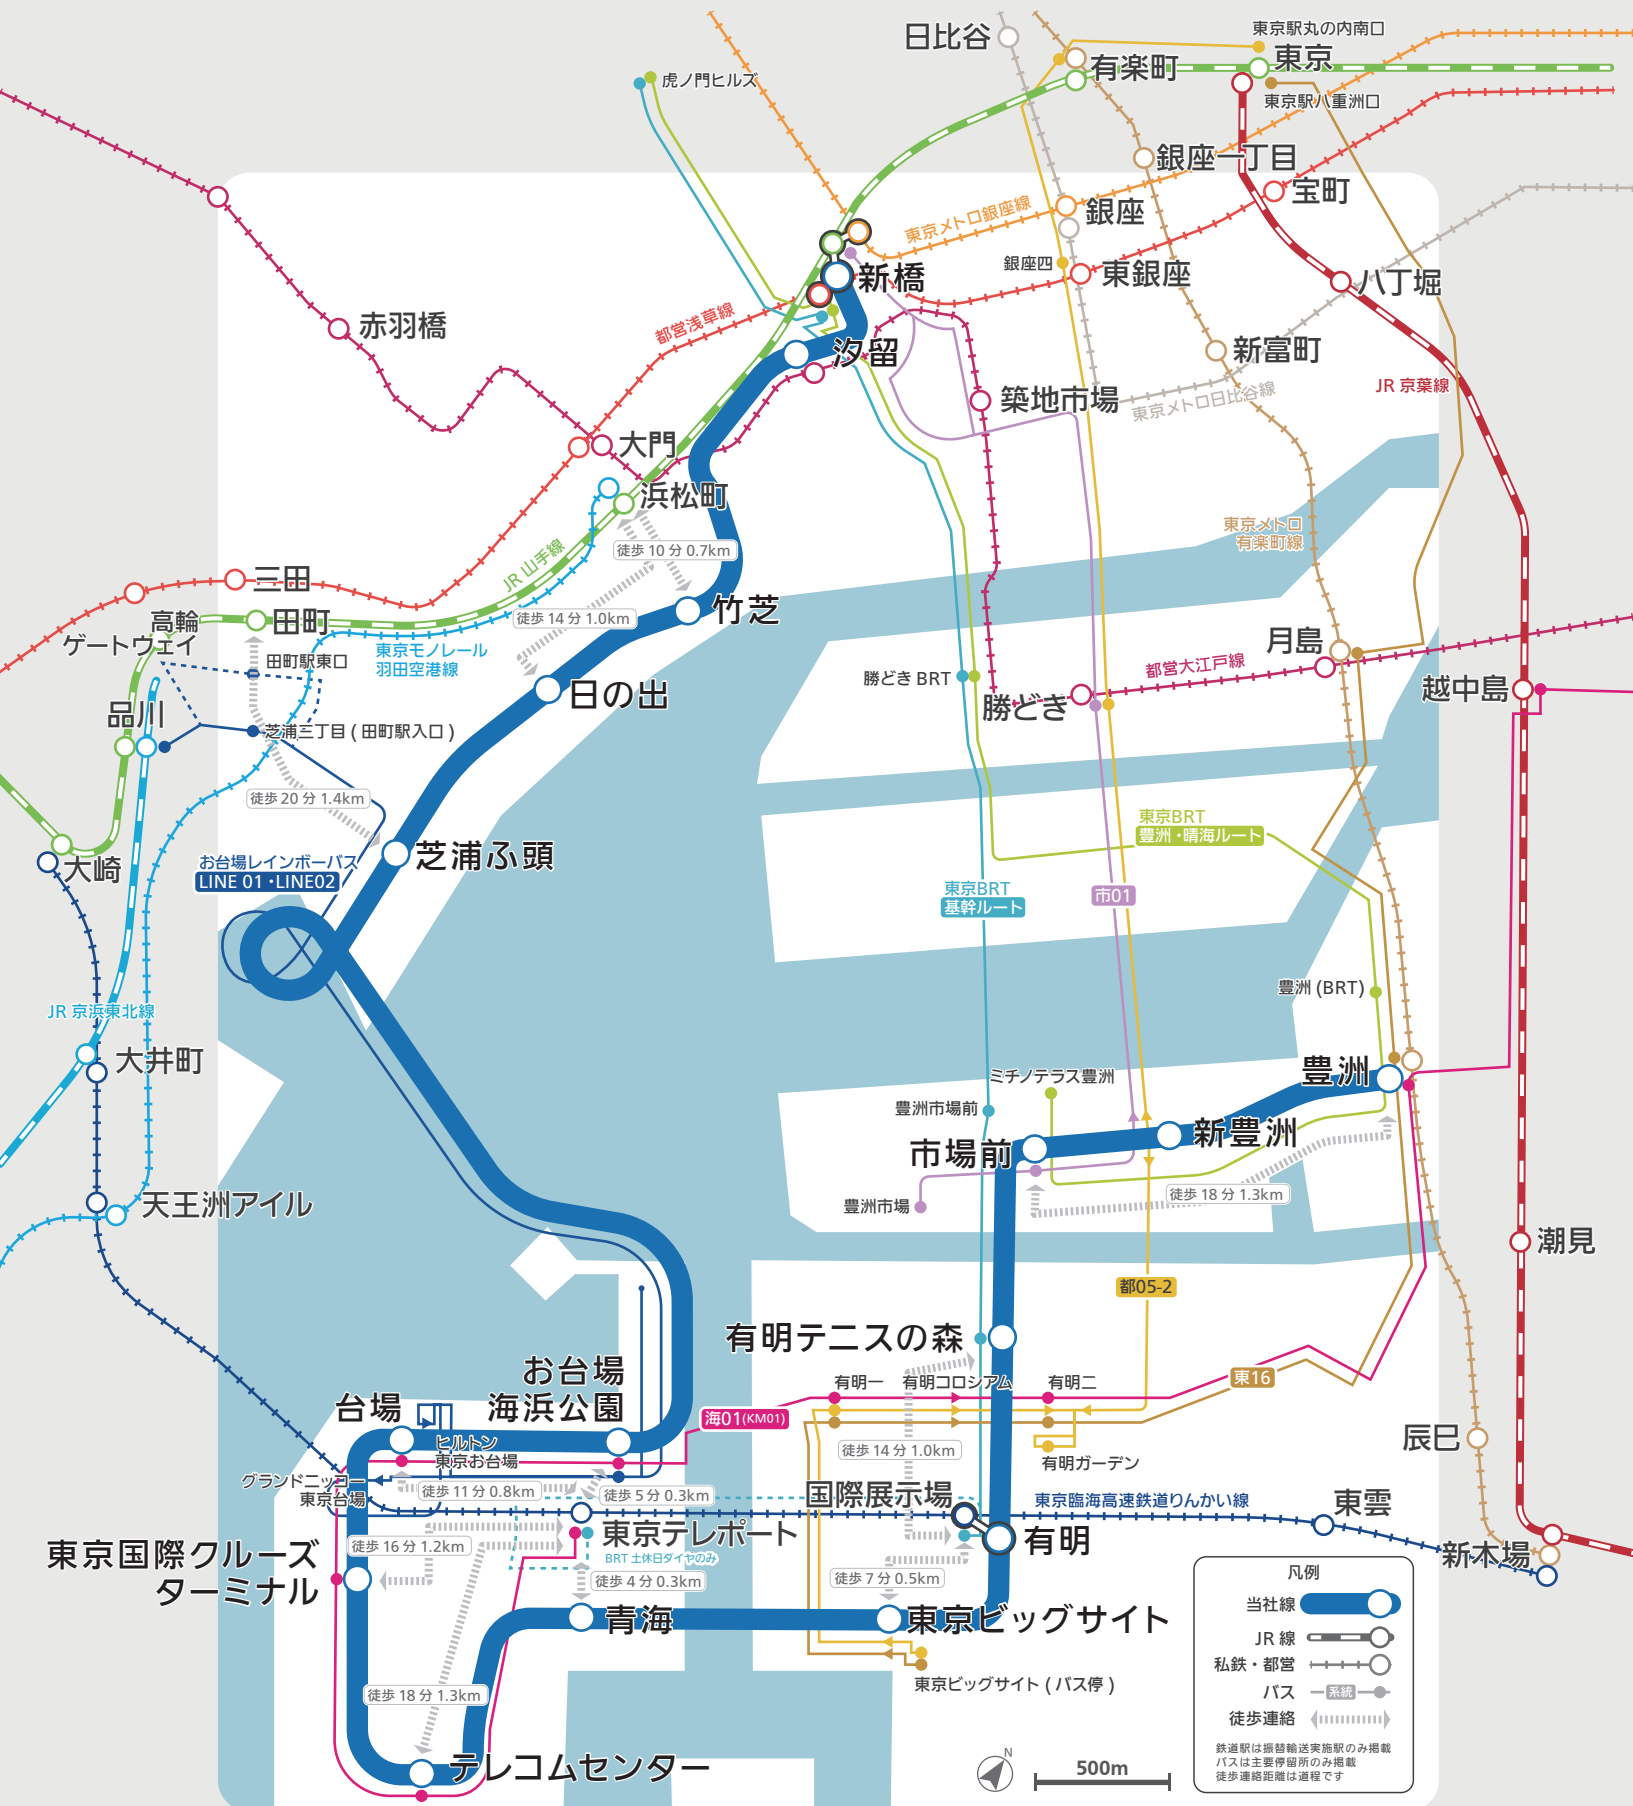 日比谷
東京駅丸の内南口
東京
有楽町
虎ノ門ヒルズ
東京駅八重洲口
銀座一丁目
宝町
銀座
東京メトロ銀座線
銀座四
東銀座
新橋
八丁堀
赤羽橋
都営浅草線
汐留
新富町
JR 京葉線
東京メトロ日比谷線
築地市場
大門
浜松町
東京メトロ
有楽町線
徒歩 10 分 0.7km
JR 山手線
三田
徒歩 14 分 1.0km
竹芝
高輪
ゲートウェイ
田町
東京モノレール
羽田空港線
月島
田町駅東口
都営大江戸線
勝どき BRT
勝どき
越中島
日の出
品川
芝浦三丁目 ( 田町駅入口 )
徒歩 20 分 1.4km
東京BRT
豊洲・晴海ルート
芝浦ふ頭
大崎
お台場レインボーバス
LINE 01・LINE02
東京BRT
基幹ルート
市01
豊洲 (BRT)
JR 京浜東北線
大井町
豊洲
ミチノテラス豊洲
豊洲市場前
新豊洲
市場前
徒歩 18 分 1.3km
豊洲市場
天王洲アイル
潮見
都05-2
有明テニスの森
お台場
海浜公園
有明一
有明コロシアム
有明二
東16
台場
海01(KM01)
ヒルトン
東京お台場
徒歩 14 分 1.0km
有明ガーデン
辰巳
グランドニッコー
東京台場
徒歩 11 分 0.8km
徒歩 5 分 0.3km
国際展示場
東京臨海高速鉄道りんかい線
東雲
東京テレポート
BRT 土休日ダイヤのみ
有明
新木場
東京国際クルーズ
ターミナル
徒歩 16 分 1.2km
徒歩 4 分 0.3km
徒歩 7 分 0.5km
青海
東京ビッグサイト
東京ビッグサイト ( バス停 )
徒歩 18 分 1.3km
テレコムセンター
N
500m
凡例
当社線
JR 線
私鉄・都営
バス
系統
徒歩連絡
鉄道駅は振替輸送実施駅のみ掲載
バスは主要停留所のみ掲載
徒歩連絡距離は道程です